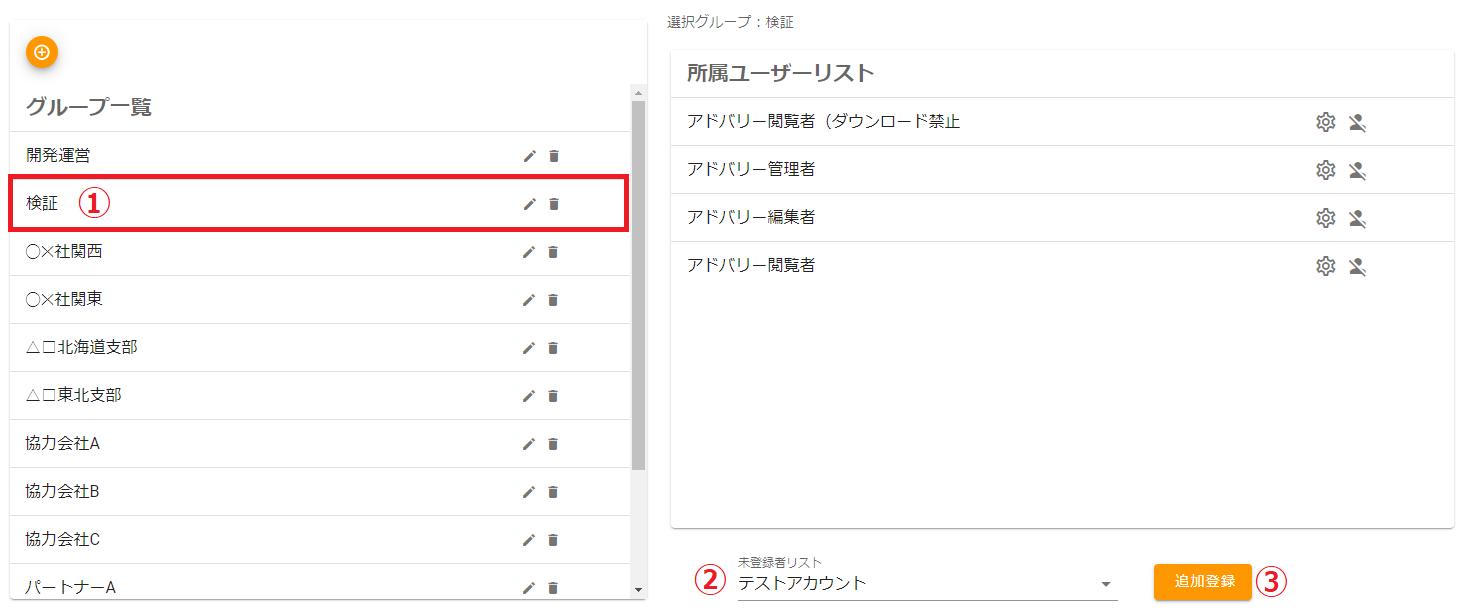 グループ一覧
開発運営
検証 ①
〇×社関西
〇×社関東
△□北海道支部
△□東北支部
協力会社A
協力会社B
協力会社C
パートナーA
選択グループ：検証
所属ユーザーリスト
アドバリー閲覧者（ダウンロード禁止
アドバリー管理者
アドバリー編集者
アドバリー閲覧者
未登録者リスト
② テストアカウント
追加登録 ③